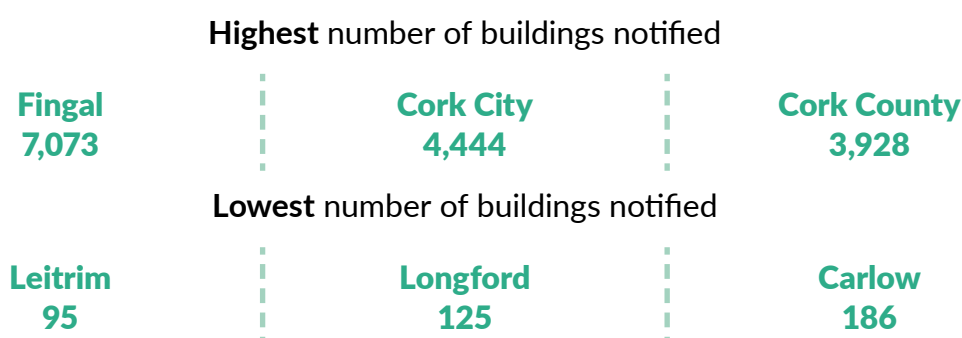 Highest number of buildings notified
Fingal
7,073
Cork City
4,444
Cork County
3,928
Lowest number of buildings notified
Leitrim
95
Longford
125
Carlow
186